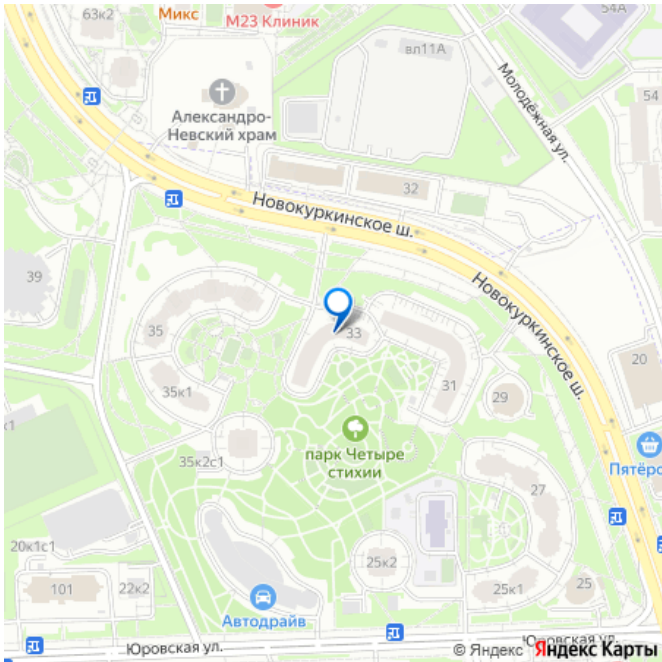 63к2
Микс
М23 Клиник
54А
вл11А
Молодёжная ул.
54
Александро-
Невский храм
32
Новокуркинское ш.
39
Новокуркинское ш.
35
33
20
35к1
31
29
парк Четыре
стихии
35к2с1
Пятёро
27
20к1с1
101
22к2
25к2
25к1
25
Автодрайв
Юровская ул.
Юровская ул.
© Яндекс Яндекс Карты